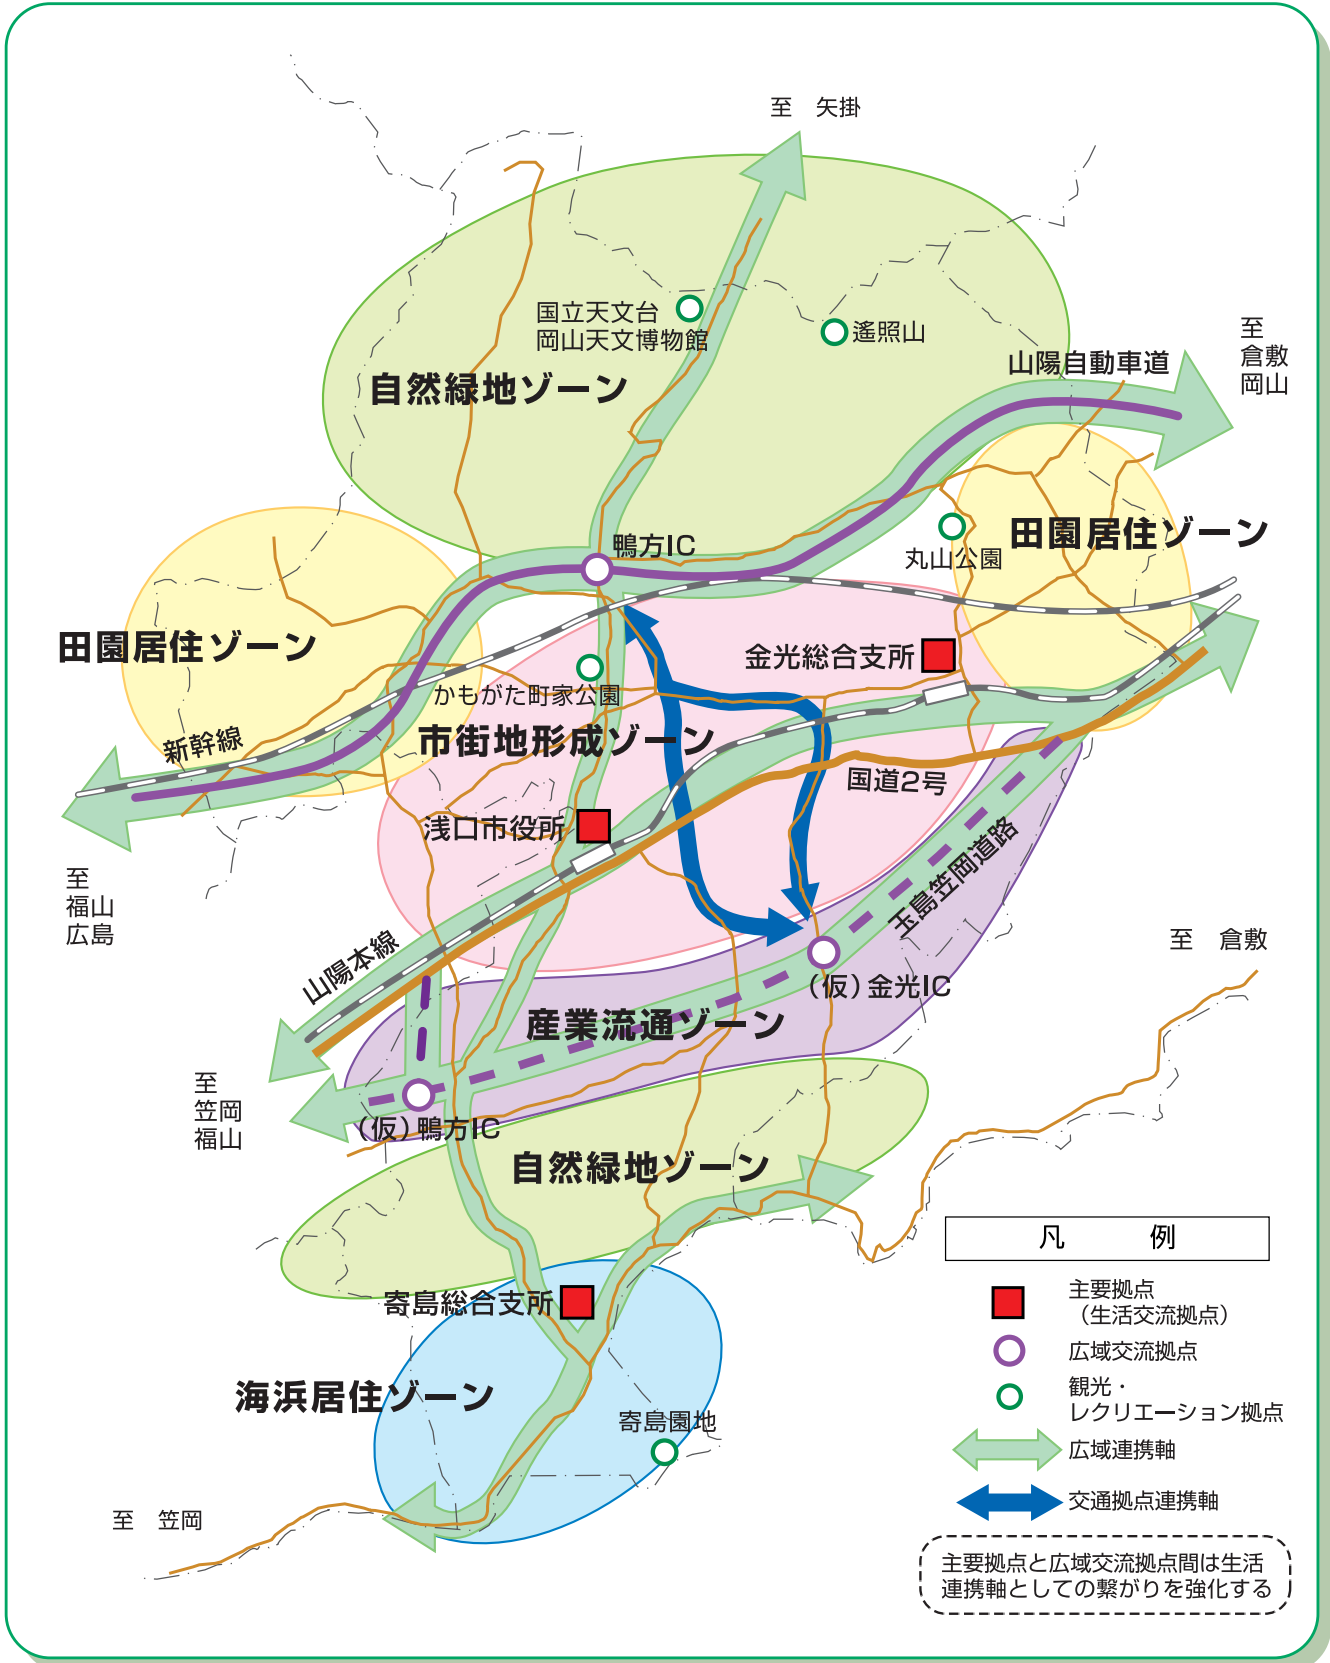 至　矢掛
国立天文台
岡山天文博物館
遙照山
自然緑地ゾーン
山陽自動車道
至
倉敷
岡山
鴨方IC
丸山公園
田園居住ゾーン
田園居住ゾーン
金光総合支所
かもがた町家公園
新幹線
市街地形成ゾーン
国道2号
浅口市役所
玉島笠岡道路
至
福山
広島
山陽本線
至　倉敷
（仮）金光IC
産業流通ゾーン
至
笠岡
福山
（仮）鴨方IC
自然緑地ゾーン
寄島総合支所
海浜居住ゾーン
寄島園地
至　笠岡
凡　例
主要拠点
（生活交流拠点）
広域交流拠点
観光・
レクリエーション拠点
広域連携軸
交通拠点連携軸
主要拠点と広域交流拠点間は生活
連携軸としての繋がりを強化する